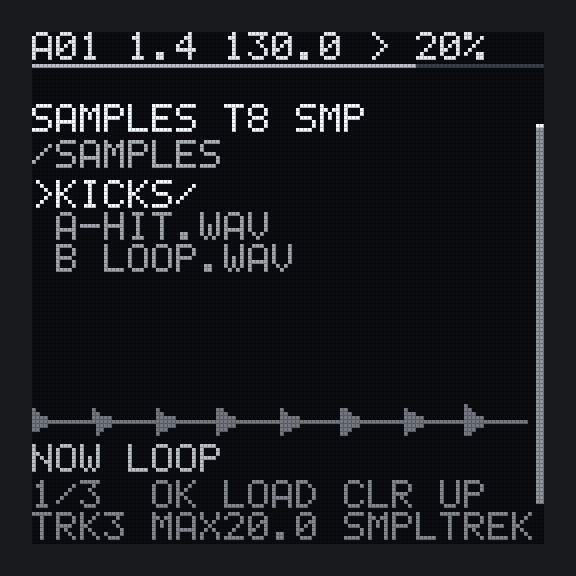 A01 1.4 130.0 > 20%
SAMPLES T8 SMP
/SAMPLES
>KICKS/
A-HIT.WAV
B LOOP.WAV
NOW LOOP
1/3 OK LOAD CLR UP
TRK3 MAX20.0 SMPLTREK